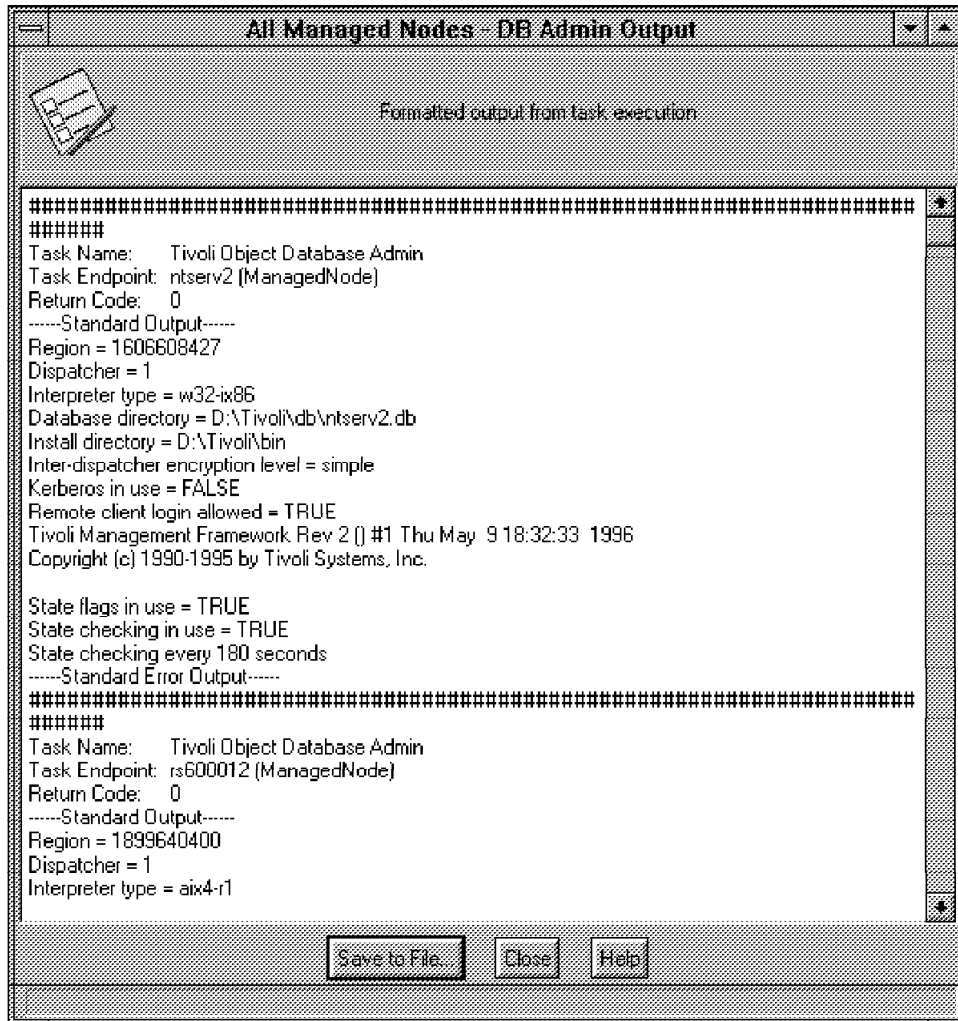 All Managed Nodes - DB Admin Output
Formatted output from task execution
######################################################################
######
Task Name:     Tivoli Object Database Admin
Task Endpoint:  ntserv2 (ManagedNode)
Return Code:    0
------Standard Output------
Region = 1606608427
Dispatcher = 1
Interpreter type = w32-ix86
Database directory = D:\Tivoli\db\ntserv2.db
Install directory = D:\Tivoli\bin
Inter-dispatcher encryption level = simple
Kerberos in use = FALSE
Remote client login allowed = TRUE
Tivoli Management Framework Rev 2 () #1 Thu May  9 18:32:33  1996
Copyright (c) 1990-1995 by Tivoli Systems, Inc.
State flags in use = TRUE
State checking in use = TRUE
State checking every 180 seconds
------Standard Error Output------
######################################################################
######
Task Name:     Tivoli Object Database Admin
Task Endpoint:  rs600012 (ManagedNode)
Return Code:    0
------Standard Output------
Region = 1899640400
Dispatcher = 1
Interpreter type = aix4-r1
Save to File...
Close
Help